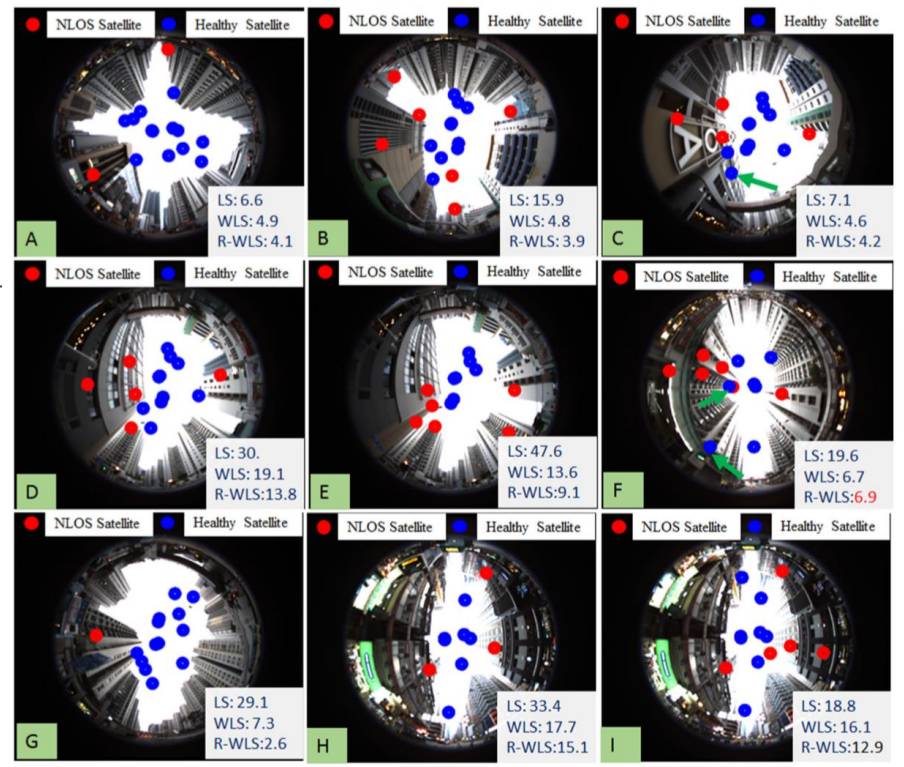 NLOS Satellite Healthy Satellite
NLOS Satellite Healthy Satellite
NLOS Satellite Healthy Satellite
LS: 6.6
WLS: 4.9
R-WLS: 4.1
A
LS: 15.9
WLS: 4.8
R-WLS: 3.9
B
A
LS: 7.1
WLS: 4.6
R-WLS: 4.2
C
NLOS Satellite Healthy Satellite
NLOS Satellite Healthy Satellite
NLOS Satellite Healthy Satellite
LS: 30.
WLS: 19.1
R-WLS:13.8
D
LS: 47.6
WLS: 13.6
R-WLS:9.1
E
LS: 19.6
WLS: 6.7
R-WLS:6.9
F
NLOS Satellite Healthy Satellite
NLOS Satellite Healthy Satellite
NLOS Satellite Healthy Satellite
LS: 29.1
WLS: 7.3
R-WLS:2.6
G
LS: 33.4
WLS: 17.7
R-WLS:15.1
H
LS: 18.8
WLS: 16.1
R-WLS:12.9
I